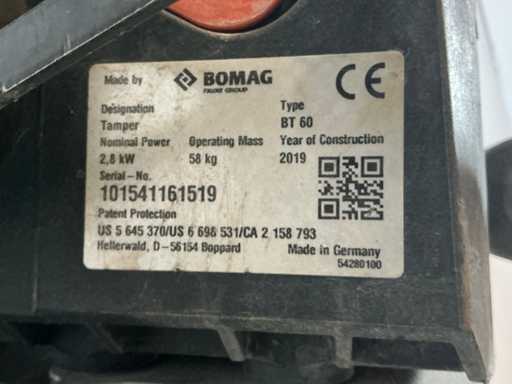 Made by BOMAG CE
FAYAT GROUP
Designation Type
Tamper BT 60
Nominal Power Operating Mass Year of Construction
2,8 kW 58 kg 2019
Serial-No.
101541161519
Patent Protection
US 5 645 370/US 6 698 531/CA 2 158 793
Hellerwald, D-56154 Boppard Made in Germany
54280100